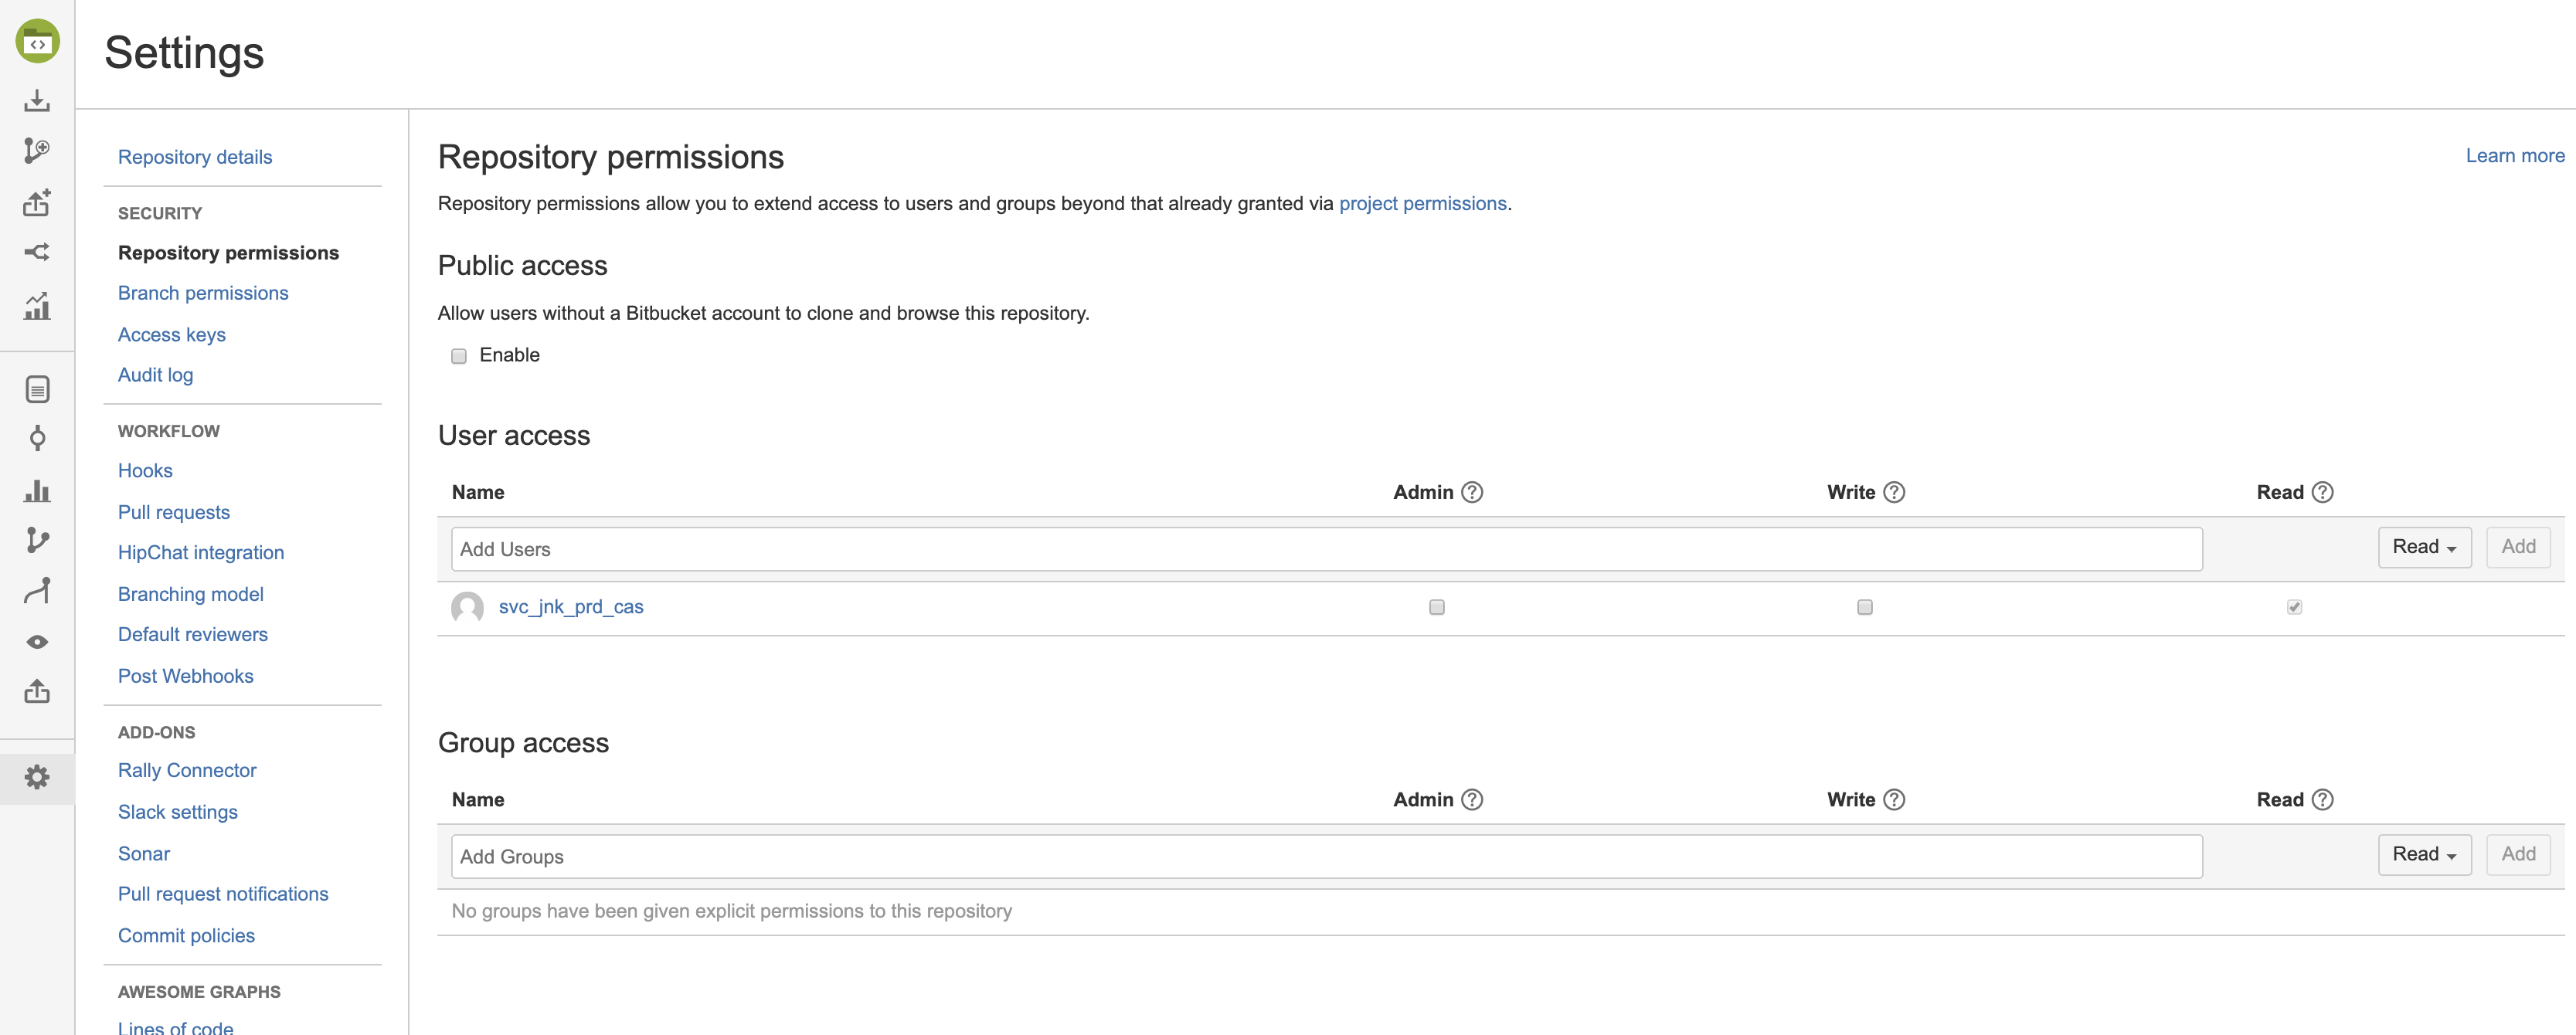 Settings
Repository details
SECURITY
Repository permissions
Branch permissions
Access keys
Audit log
WORKFLOW
Hooks
Pull requests
HipChat integration
Branching model
Default reviewers
Post Webhooks
ADD-ONS
Rally Connector
Slack settings
Sonar
Pull request notifications
Commit policies
AWESOME GRAPHS
Lines of code
Repository permissions
Learn more
Repository permissions allow you to extend access to users and groups beyond that already granted via project permissions.
Public access
Allow users without a Bitbucket account to clone and browse this repository.
Enable
User access
Name Admin ? Write ? Read ?
Add Users Read Add
svc_jnk_prd_cas
Group access
Name Admin ? Write ? Read ?
Add Groups Read Add
No groups have been given explicit permissions to this repository